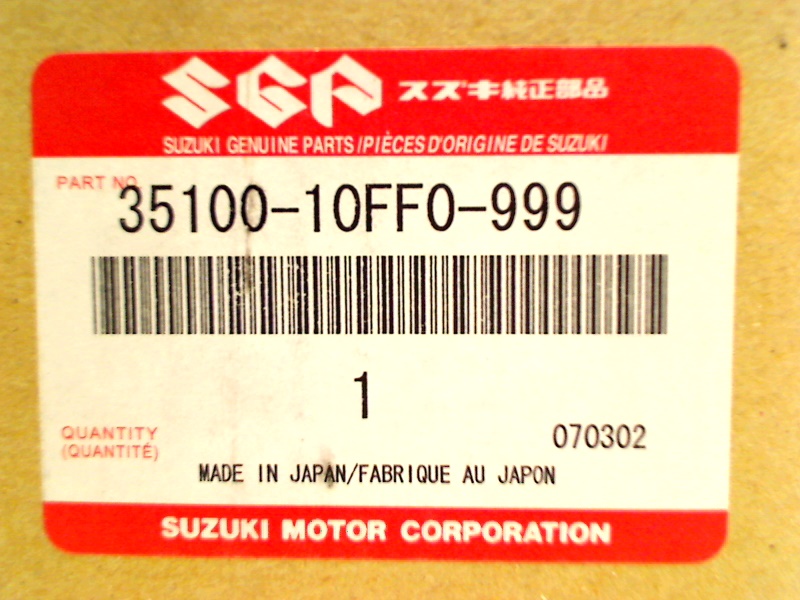 SGP スズキ純正部品
SUZUKI GENUINE PARTS/PIÈCES D'ORIGINE DE SUZUKI
PART NO.
35100-10FF0-999
1
QUANTITY
(QUANTITÉ)
070302
MADE IN JAPAN/FABRIQUE AU JAPON
SUZUKI MOTOR CORPORATION